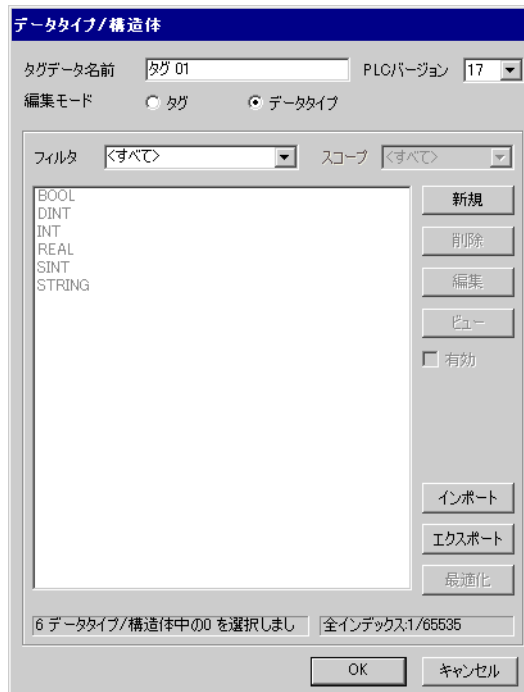 データタイプ/構造体
タグデータ名前 タグ 01 PLCバージョン 17
編集モード タグ データタイプ
フィルタ <すべて> スコープ <すべて>
BOOL
DINT
INT
REAL
SINT
STRING
新規
削除
編集
ビュー
有効
インポート
エクスポート
最適化
6 データタイプ/構造体中の0 を選択しまし 全インデックス:1/65535
OK キャンセル